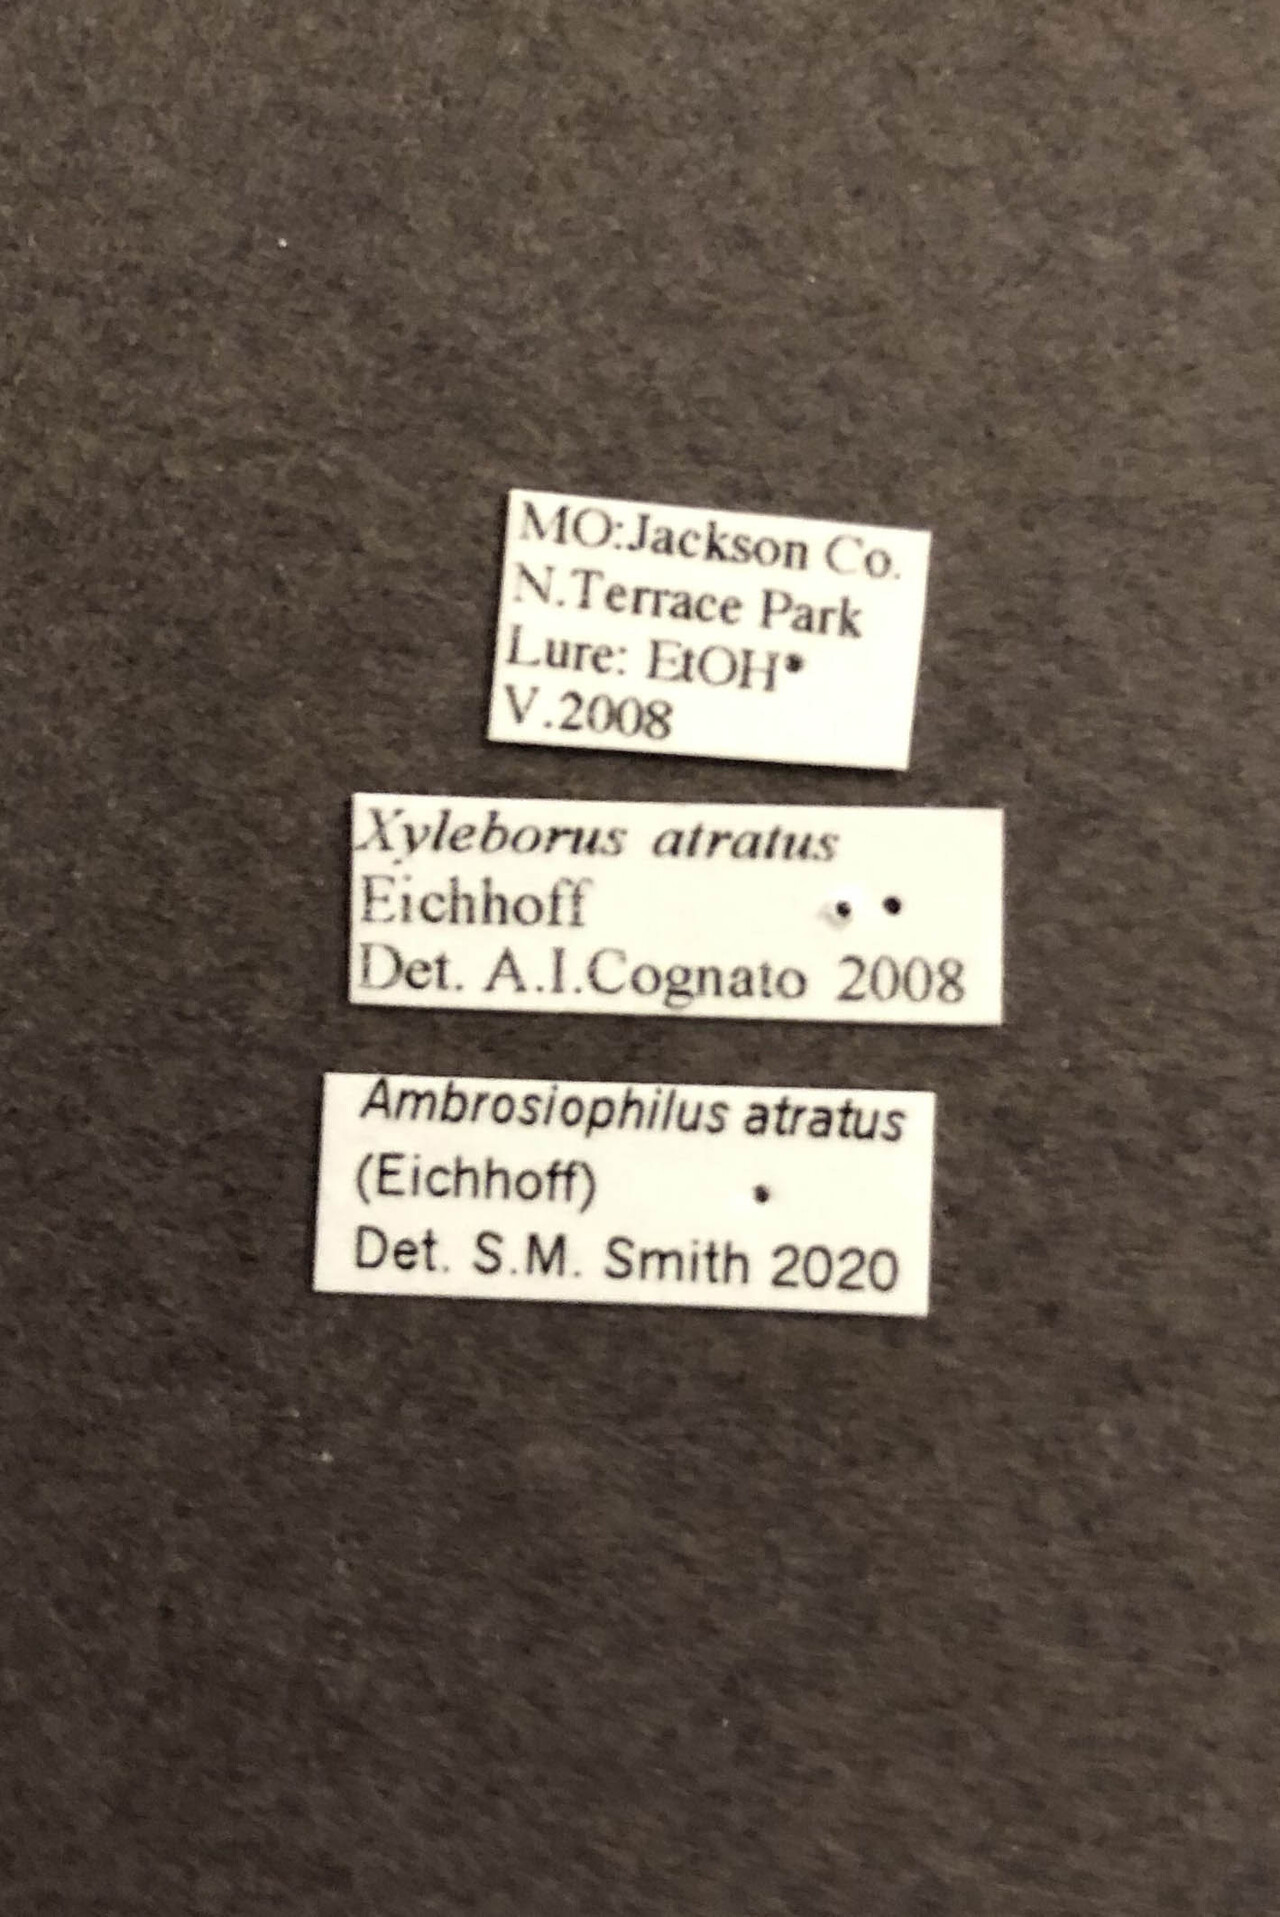 MO:Jackson Co.
N.Terrace Park
Lure: EtOH
V.2008
Xyleborus atratus
Eichhoff
Det. A.I.Cognato 2008
Ambrosiophilus atratus
(Eichhoff)
Det. S.M. Smith 2020